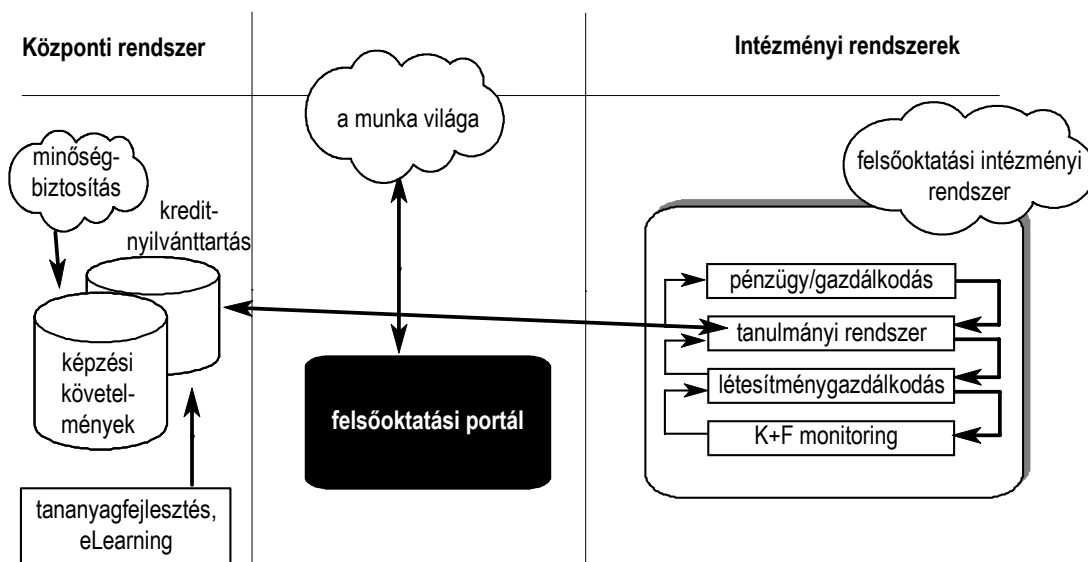 Központi rendszer
Intézményi rendszerek
a munka világa
minőség-
biztosítás
kredit-
nyilvánttartás
képzési
követel-
mények
tananyagfejlesztés,
eLearning
felsőoktatási portál
felsőoktatási intézményi
rendszer
pénzügy/gazdálkodás
tanulmányi rendszer
létesítménygazdálkodás
K+F monitoring